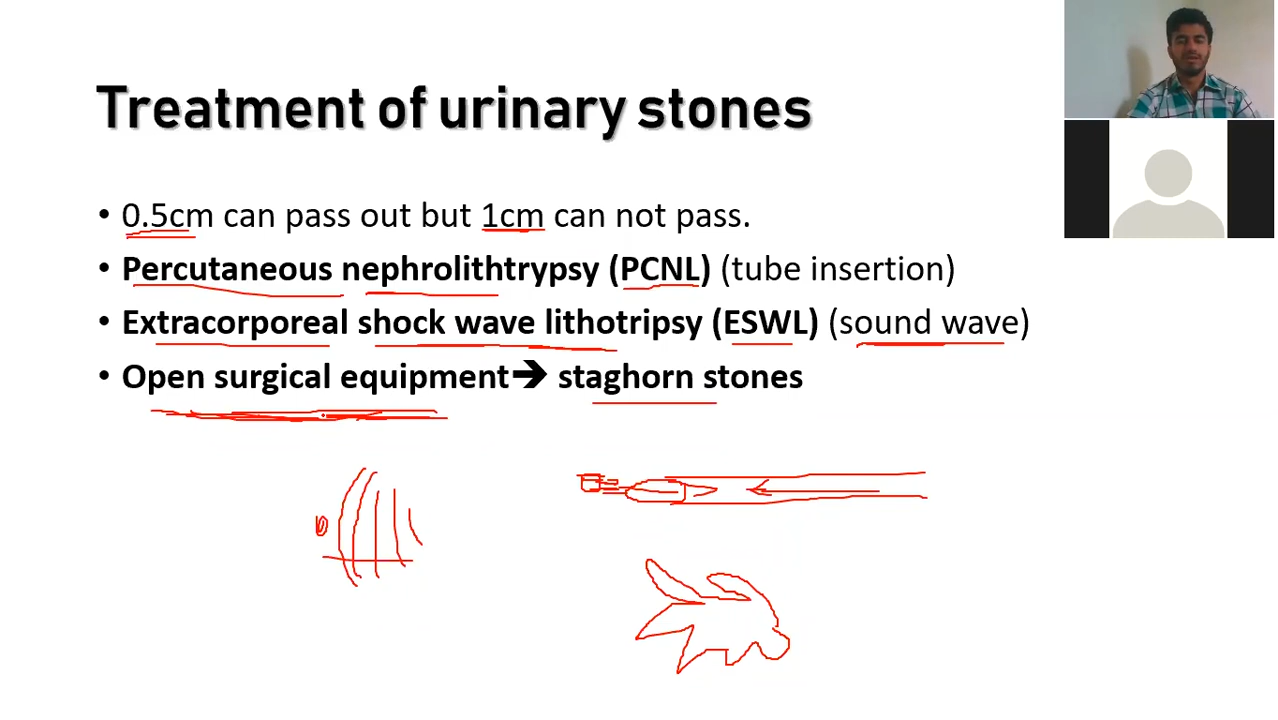 Treatment of urinary stones
• 0.5cm can pass out but 1cm can not pass.
• Percutaneous nephrolithtrypsy (PCNL) (tube insertion)
• Extracorporeal shock wave lithotripsy (ESWL) (sound wave)
• Open surgical equipment➔ staghorn stones